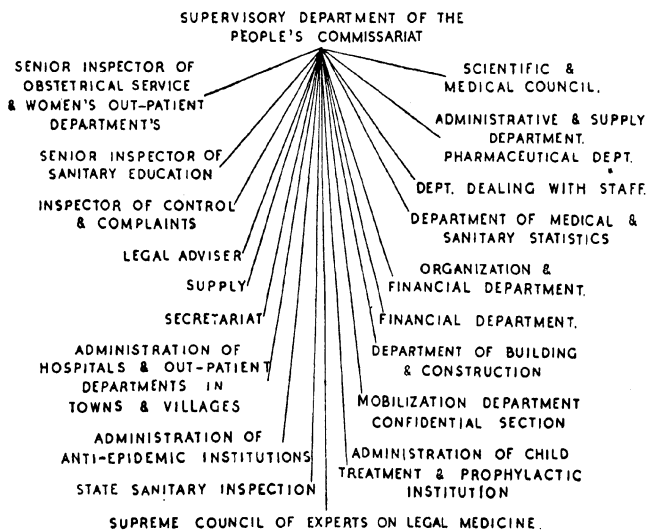 SUPERVISORY DEPARTMENT OF THE
PEOPLE'S COMMISSARIAT
SENIOR INSPECTOR OF
OBSTETRICAL SERVICE
& WOMEN'S OUT-PATIENT
DEPARTMENT'S
SENIOR INSPECTOR OF
SANITARY EDUCATION
INSPECTOR OF CONTROL
& COMPLAINTS
LEGAL ADVISER
SUPPLY
SECRETARIAT
ADMINISTRATION OF
HOSPITALS & OUT-PATIENT
DEPARTMENTS IN
TOWNS & VILLAGES
ADMINISTRATION OF
ANTI-EPIDEMIC INSTITUTIONS
STATE SANITARY INSPECTION
SCIENTIFIC &
MEDICAL COUNCIL.
ADMINISTRATIVE & SUPPLY
DEPARTMENT.
PHARMACEUTICAL DEPT.
DEPT. DEALING WITH STAFF.
DEPARTMENT OF MEDICAL &
SANITARY STATISTICS
ORGANIZATION &
FINANCIAL DEPARTMENT.
FINANCIAL DEPARTMENT.
DEPARTMENT OF BUILDING
& CONSTRUCTION
MOBILIZATION DEPARTMENT
CONFIDENTIAL SECTION
ADMINISTRATION OF CHILD
TREATMENT & PROPHYLACTIC
INSTITUTION
SUPREME COUNCIL OF EXPERTS ON LEGAL MEDICINE.